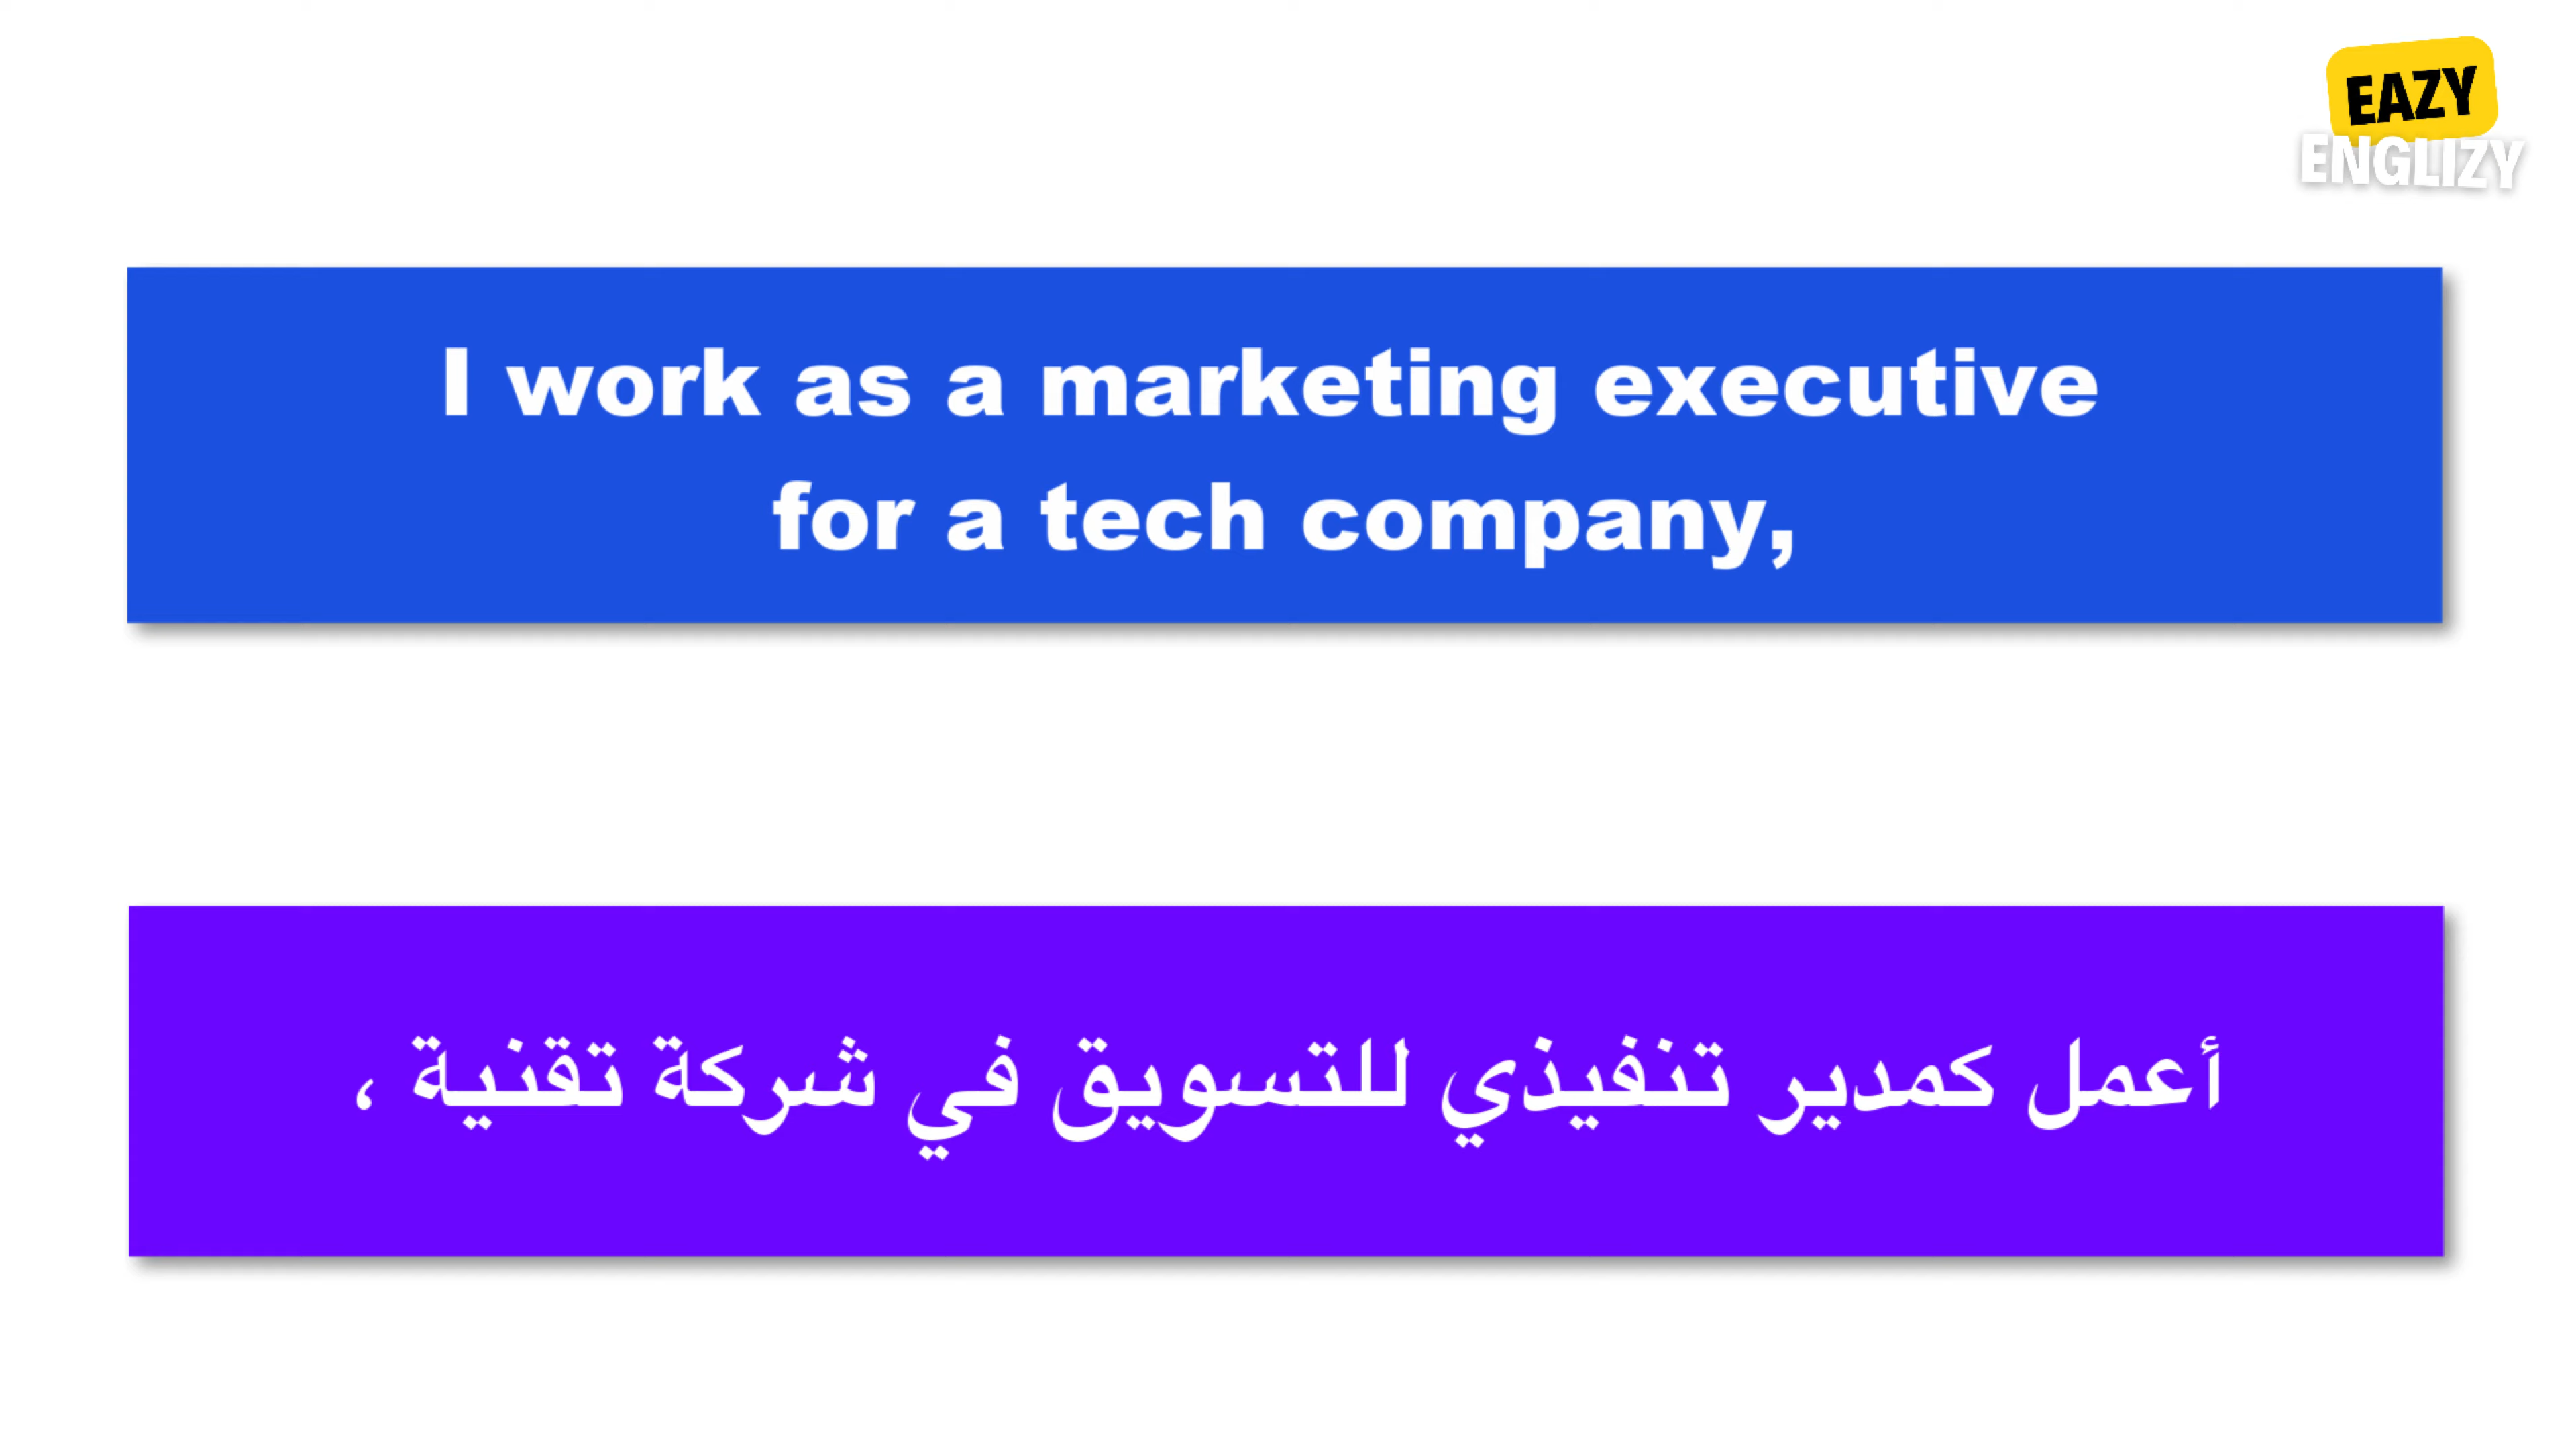 EAZY
ENGLIZY
I work as a marketing executive
for a tech company,
أعمل كمدير تنفيذي للتسويق في شركة تقنية ،